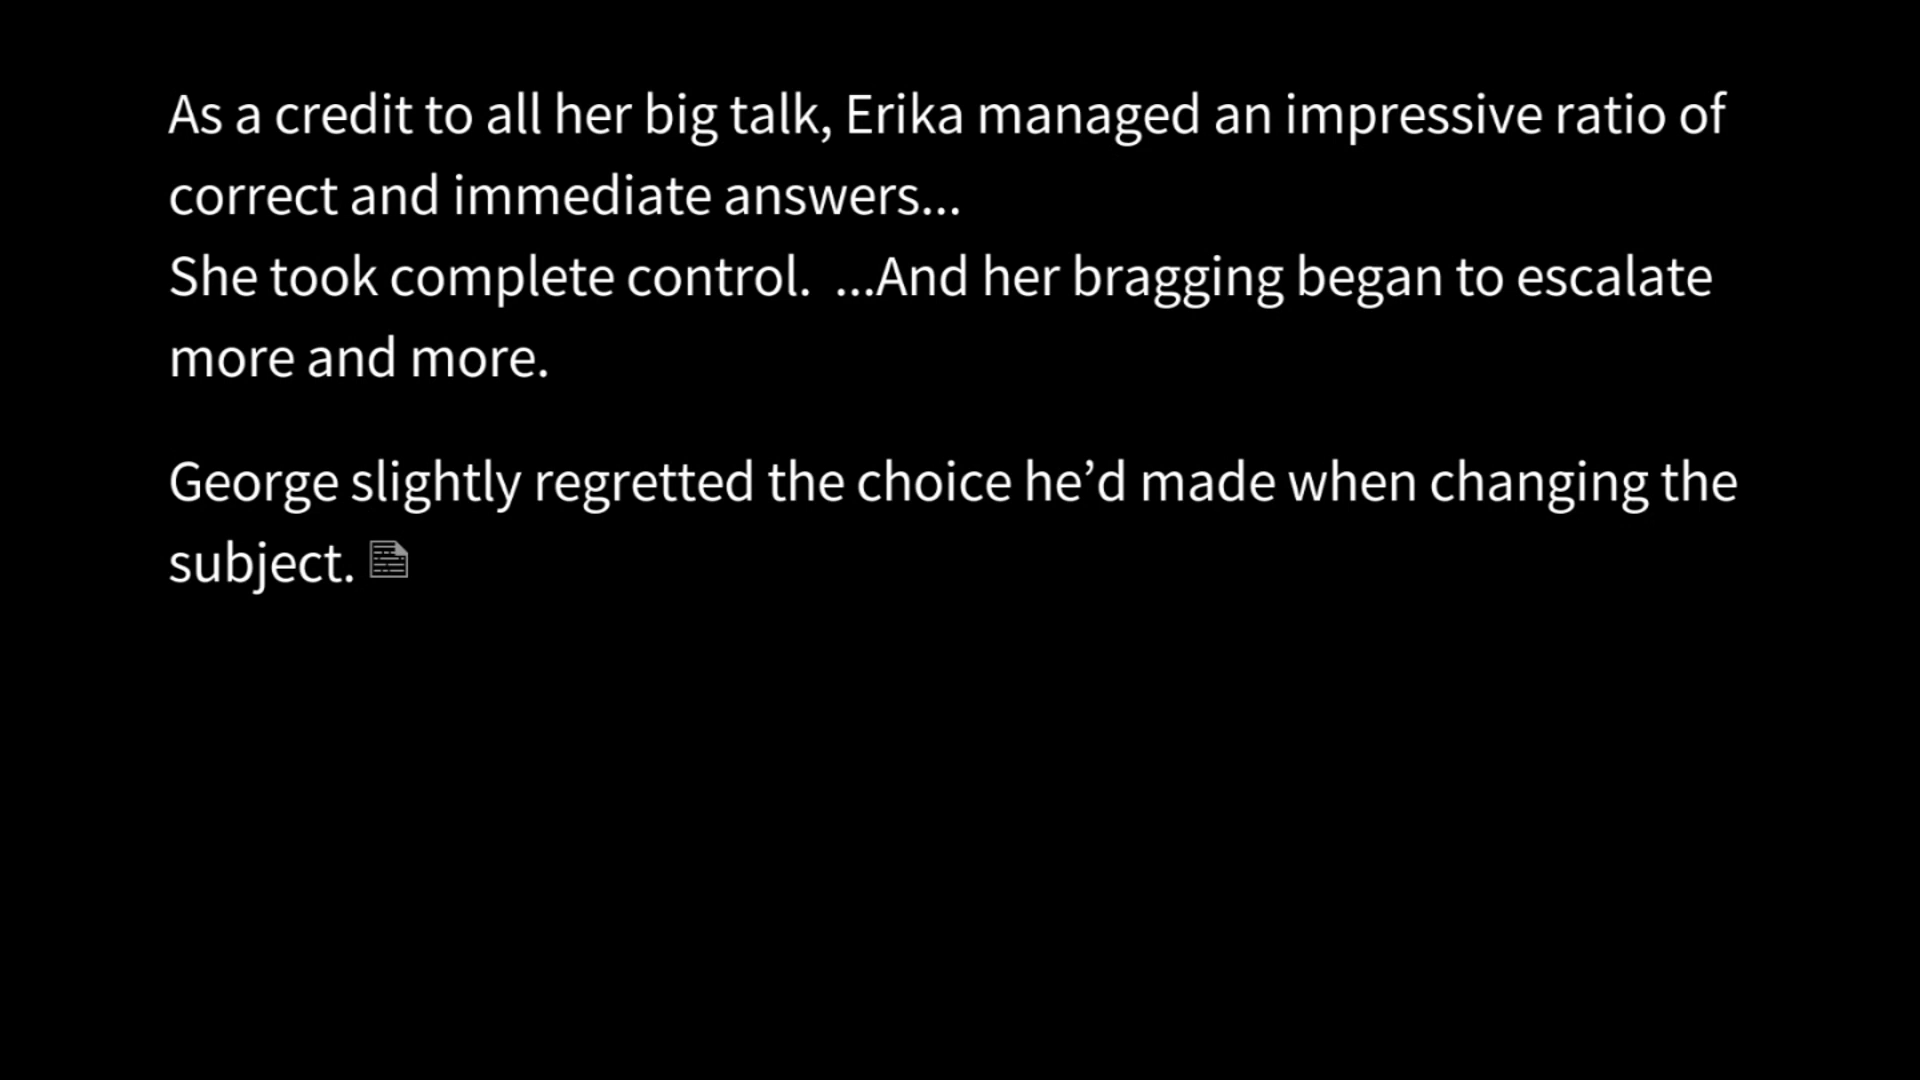 As a credit to all her big talk, Erika managed an impressive ratio of
correct and immediate answers...
She took complete control.  ...And her bragging began to escalate
more and more.
George slightly regretted the choice he’d made when changing the
subject.